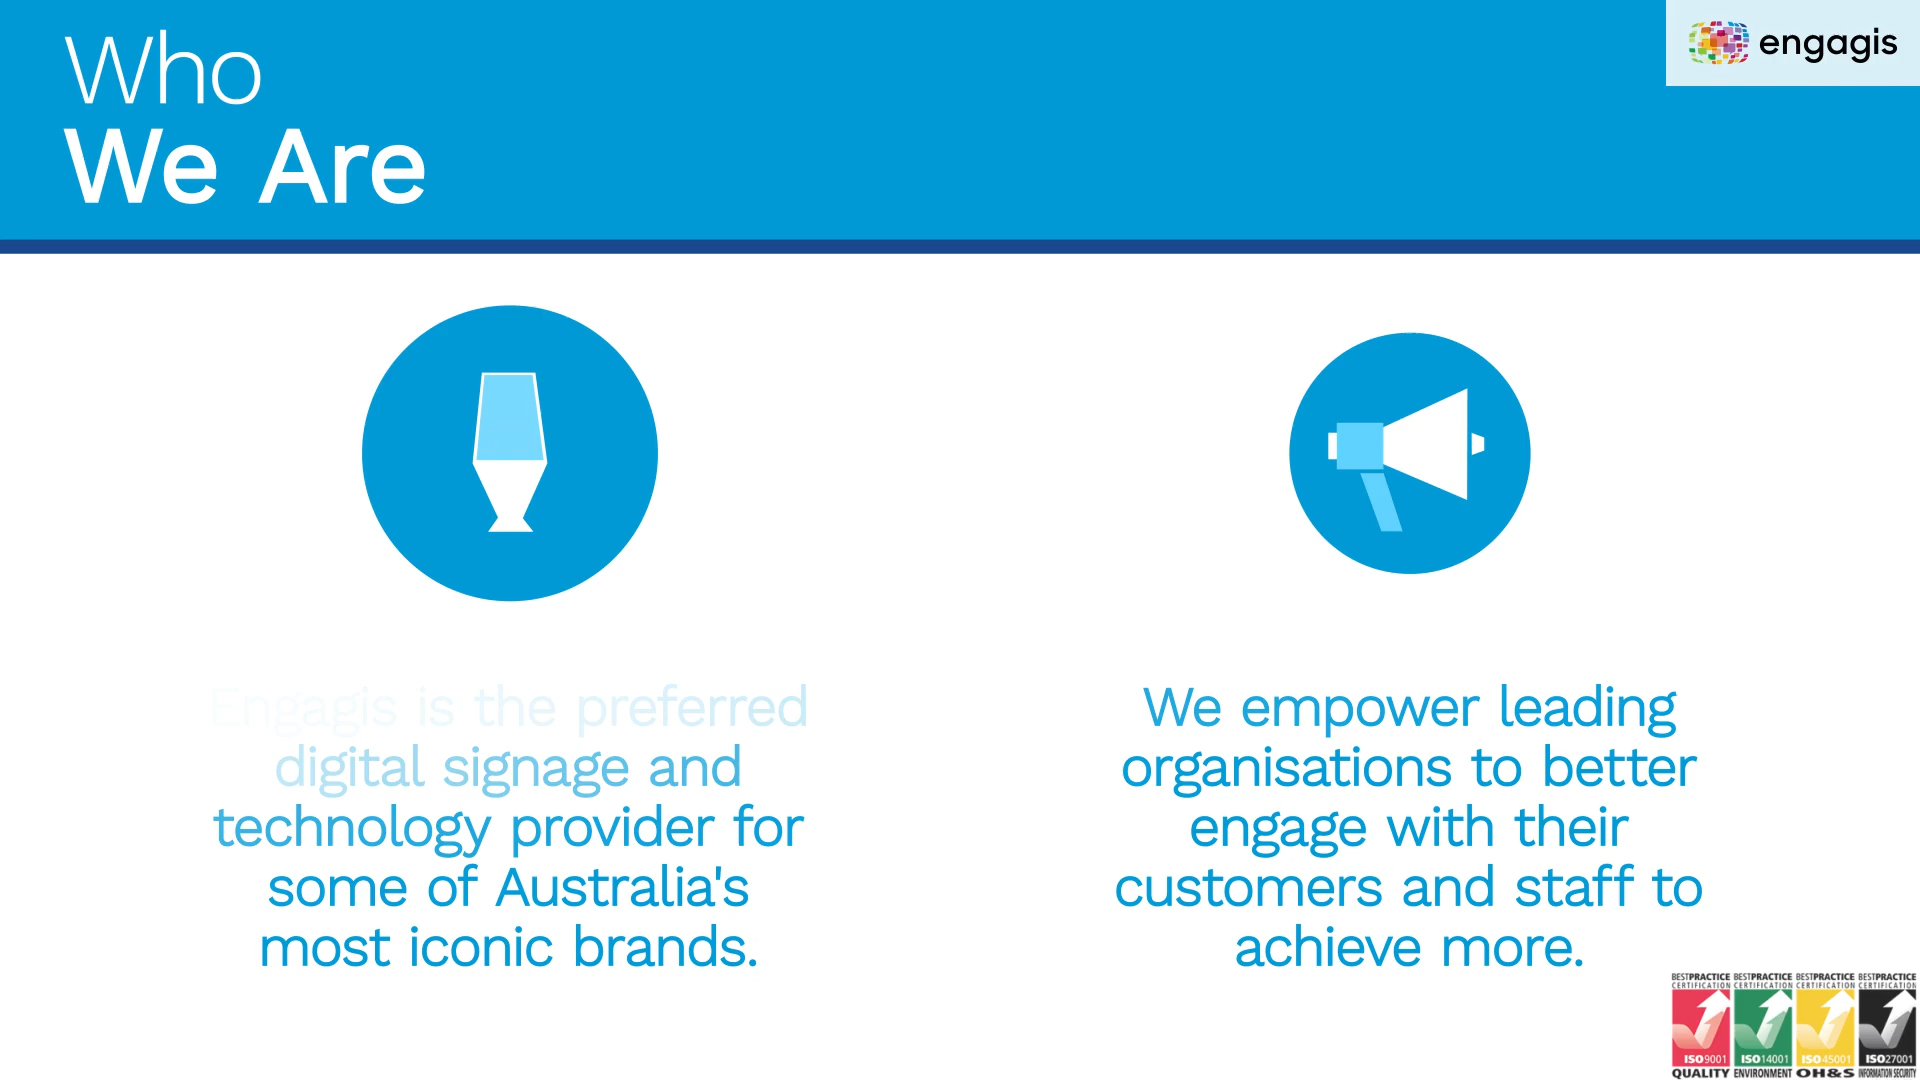 Who
We Are
engagis
Engagis is the preferred
digital signage and
technology provider for
some of Australia's
most iconic brands.
We empower leading
organisations to better
engage with their
customers and staff to
achieve more.
BESTPRACTICE BESTPRACTICE BESTPRACTICE BESTPRACTICE
CERTIFICATION CERTIFICATION CERTIFICATION CERTIFICATION
ISO9001 ISO14001 ISO45001 ISO27001
QUALITY ENVIRONMENT OH&S INFORMATION SECURITY